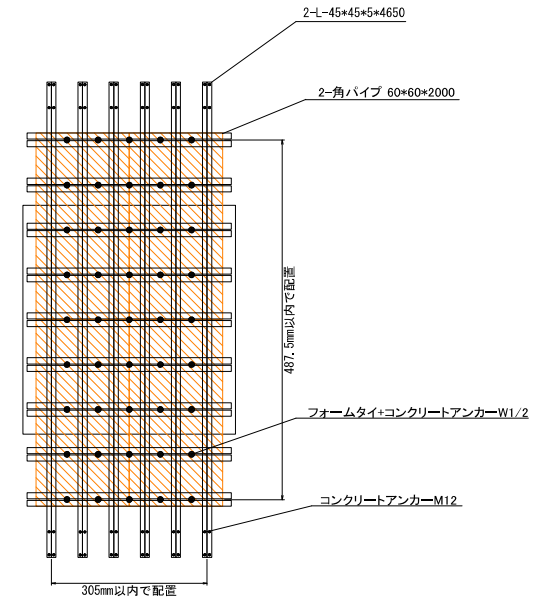 2-L-45*45*5*4650
2-角パイプ 60*60*2000
487.5mm以内で配置
フォームタイ+コンクリートアンカーW1/2
コンクリートアンカーM12
305mm以内で配置